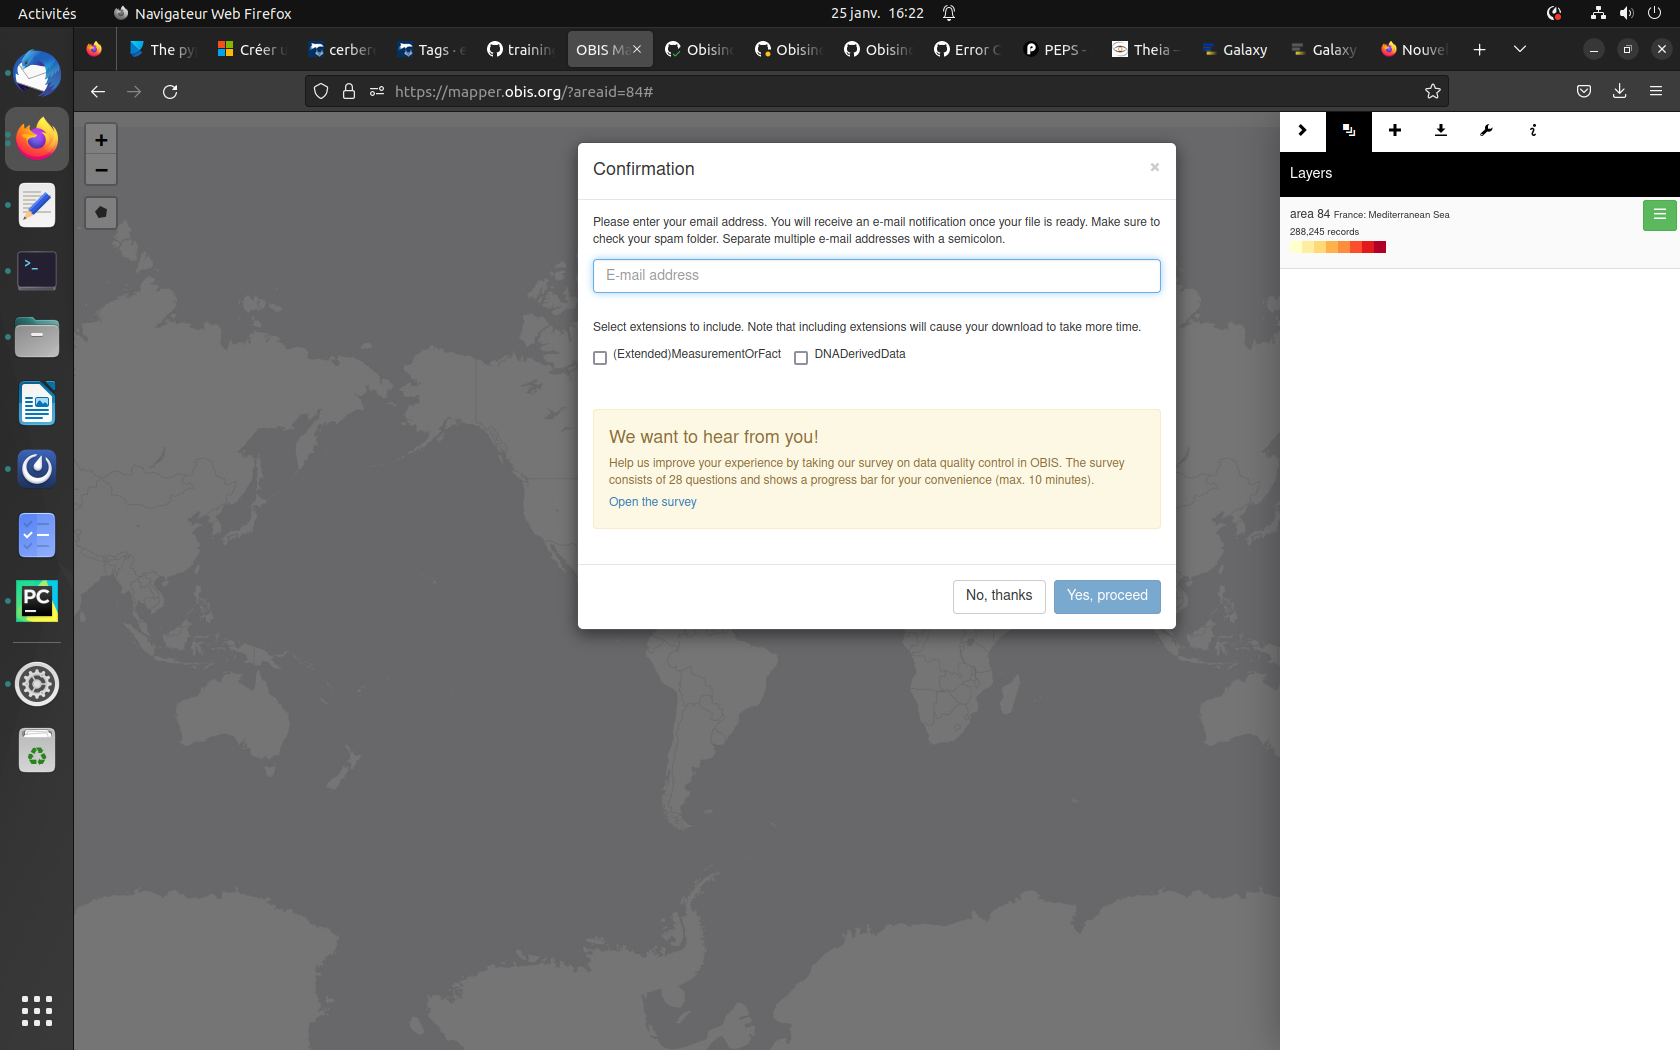 Activités
Navigateur Web Firefox
25 janv. 16:22
The py
Créer u
cerber
Tags · e
training
OBIS Ma
Obisind
Obisind
Obisind
Error C
PEPS -
Theia –
Galaxy
Galaxy
Nouvel
https://mapper.obis.org/?areaid=84#
+
−
Confirmation
×
Please enter your email address. You will receive an e-mail notification once your file is ready. Make sure to
check your spam folder. Separate multiple e-mail addresses with a semicolon.
E-mail address
Select extensions to include. Note that including extensions will cause your download to take more time.
(Extended)MeasurementOrFact
DNADerivedData
We want to hear from you!
Help us improve your experience by taking our survey on data quality control in OBIS. The survey
consists of 28 questions and shows a progress bar for your convenience (max. 10 minutes).
Open the survey
No, thanks
Yes, proceed
Layers
area 84 France: Mediterranean Sea
288,245 records
PC